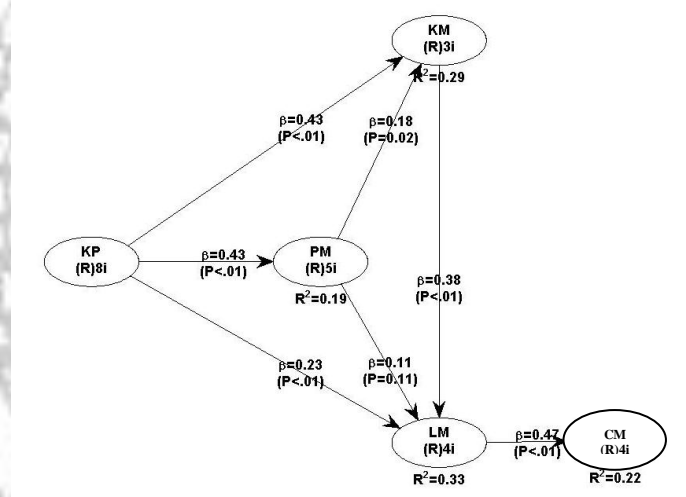 KM
(R)3i
R²=0.29
β=0.43
(P<.01)
β=0.18
(P=0.02)
KP
(R)8i
β=0.43
(P<.01)
PM
(R)5i
R²=0.19
β=0.38
(P<.01)
β=0.23
(P<.01)
β=0.11
(P=0.11)
LM
(R)4i
R²=0.33
β=0.47
(P<.01)
CM
(R)4i
R²=0.22